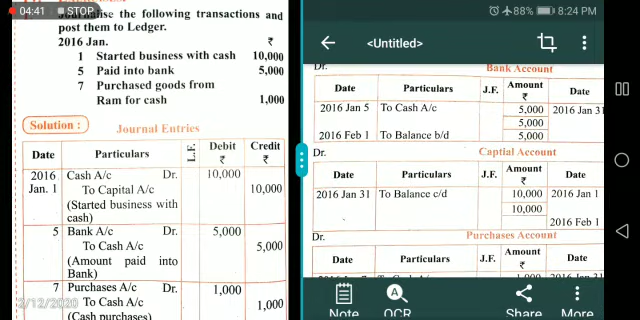 04:41 STOP
Journalise the following transactions and
post them to Ledger.
2016 Jan. ₹
1 Started business with cash 10,000
5 Paid into bank 5,000
7 Purchased goods from
Ram for cash 1,000
Solution :
Journal Entries
Date Particulars L.F. Debit ₹ Credit ₹
2016 Cash A/c Dr. 10,000
Jan. 1 To Capital A/c 10,000
(Started business with
cash)
5 Bank A/c Dr. 5,000
To Cash A/c 5,000
(Amount paid into
Bank)
7 Purchases A/c Dr. 1,000
To Cash A/c 1,000
(Cash purchases)
2/12/2020
88% 8:24 PM
<Untitled>
Dr. Bank Account
Date Particulars J.F. Amount ₹ Date
2016 Jan 5 To Cash A/c 5,000 2016 Jan 31
5,000
2016 Feb 1 To Balance b/d 5,000
Dr. Captial Account
Date Particulars J.F. Amount ₹ Date
2016 Jan 31 To Balance c/d 10,000 2016 Jan 1
10,000
2016 Feb 1
Dr. Purchases Account
Date Particulars J.F. Amount ₹ Date
Note OCR Share More